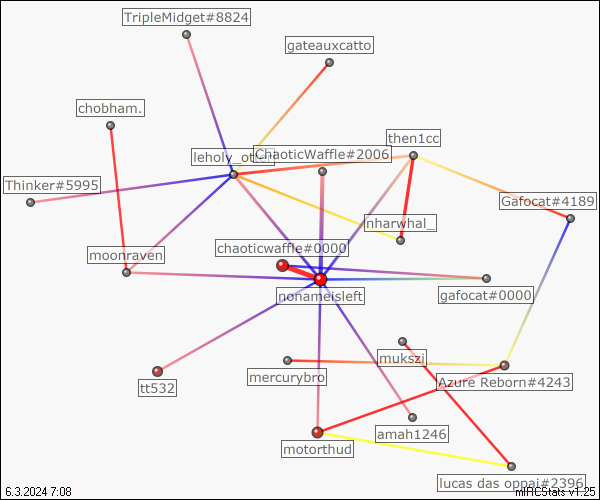 TripleMidget#8824
gateauxcatto
chobham.
then1cc
ChaoticWaffle#2006
Thinker#5995
Gafocat#4189
nharwhal_
chaoticwaffle#0000
moonraven
nonameisleft
gafocat#0000
mukszi
mercurybro
Azure Reborn#4243
tt532
amah1246
motorthud
lucas das oppai#2396
6.3.2024 7:08
mIRCStats v1.25